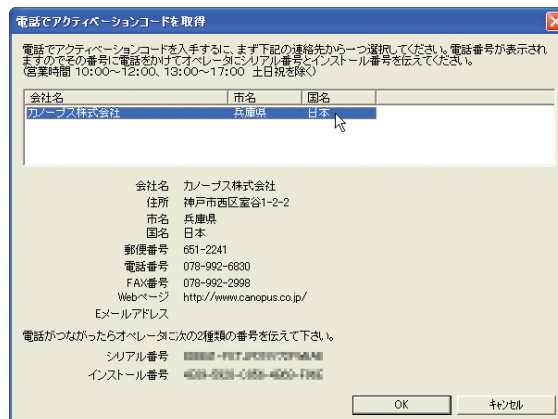 電話でアクティベーションコードを取得
電話でアクティベーションコードを入手するに、まず下記の連絡先から一つ選択してください。電話番号が表示され
ますのでその番号に電話をかけてオペレータにシリアル番号とインストール番号を伝えてください。
(営業時間 10:00～12:00、13:00～17:00 土日祝を除く)
会社名 市名 国名
カノープス株式会社 兵庫県 日本
会社名 カノープス株式会社
住所 神戸市西区室谷1-2-2
市名 兵庫県
国名 日本
郵便番号 651-2241
電話番号 078-992-6830
FAX番号 078-992-2998
Webページ http://www.canopus.co.jp/
Eメールアドレス
電話がつながったらオペレータに次の2種類の番号を伝えて下さい。
シリアル番号
インストール番号
OK キャンセル